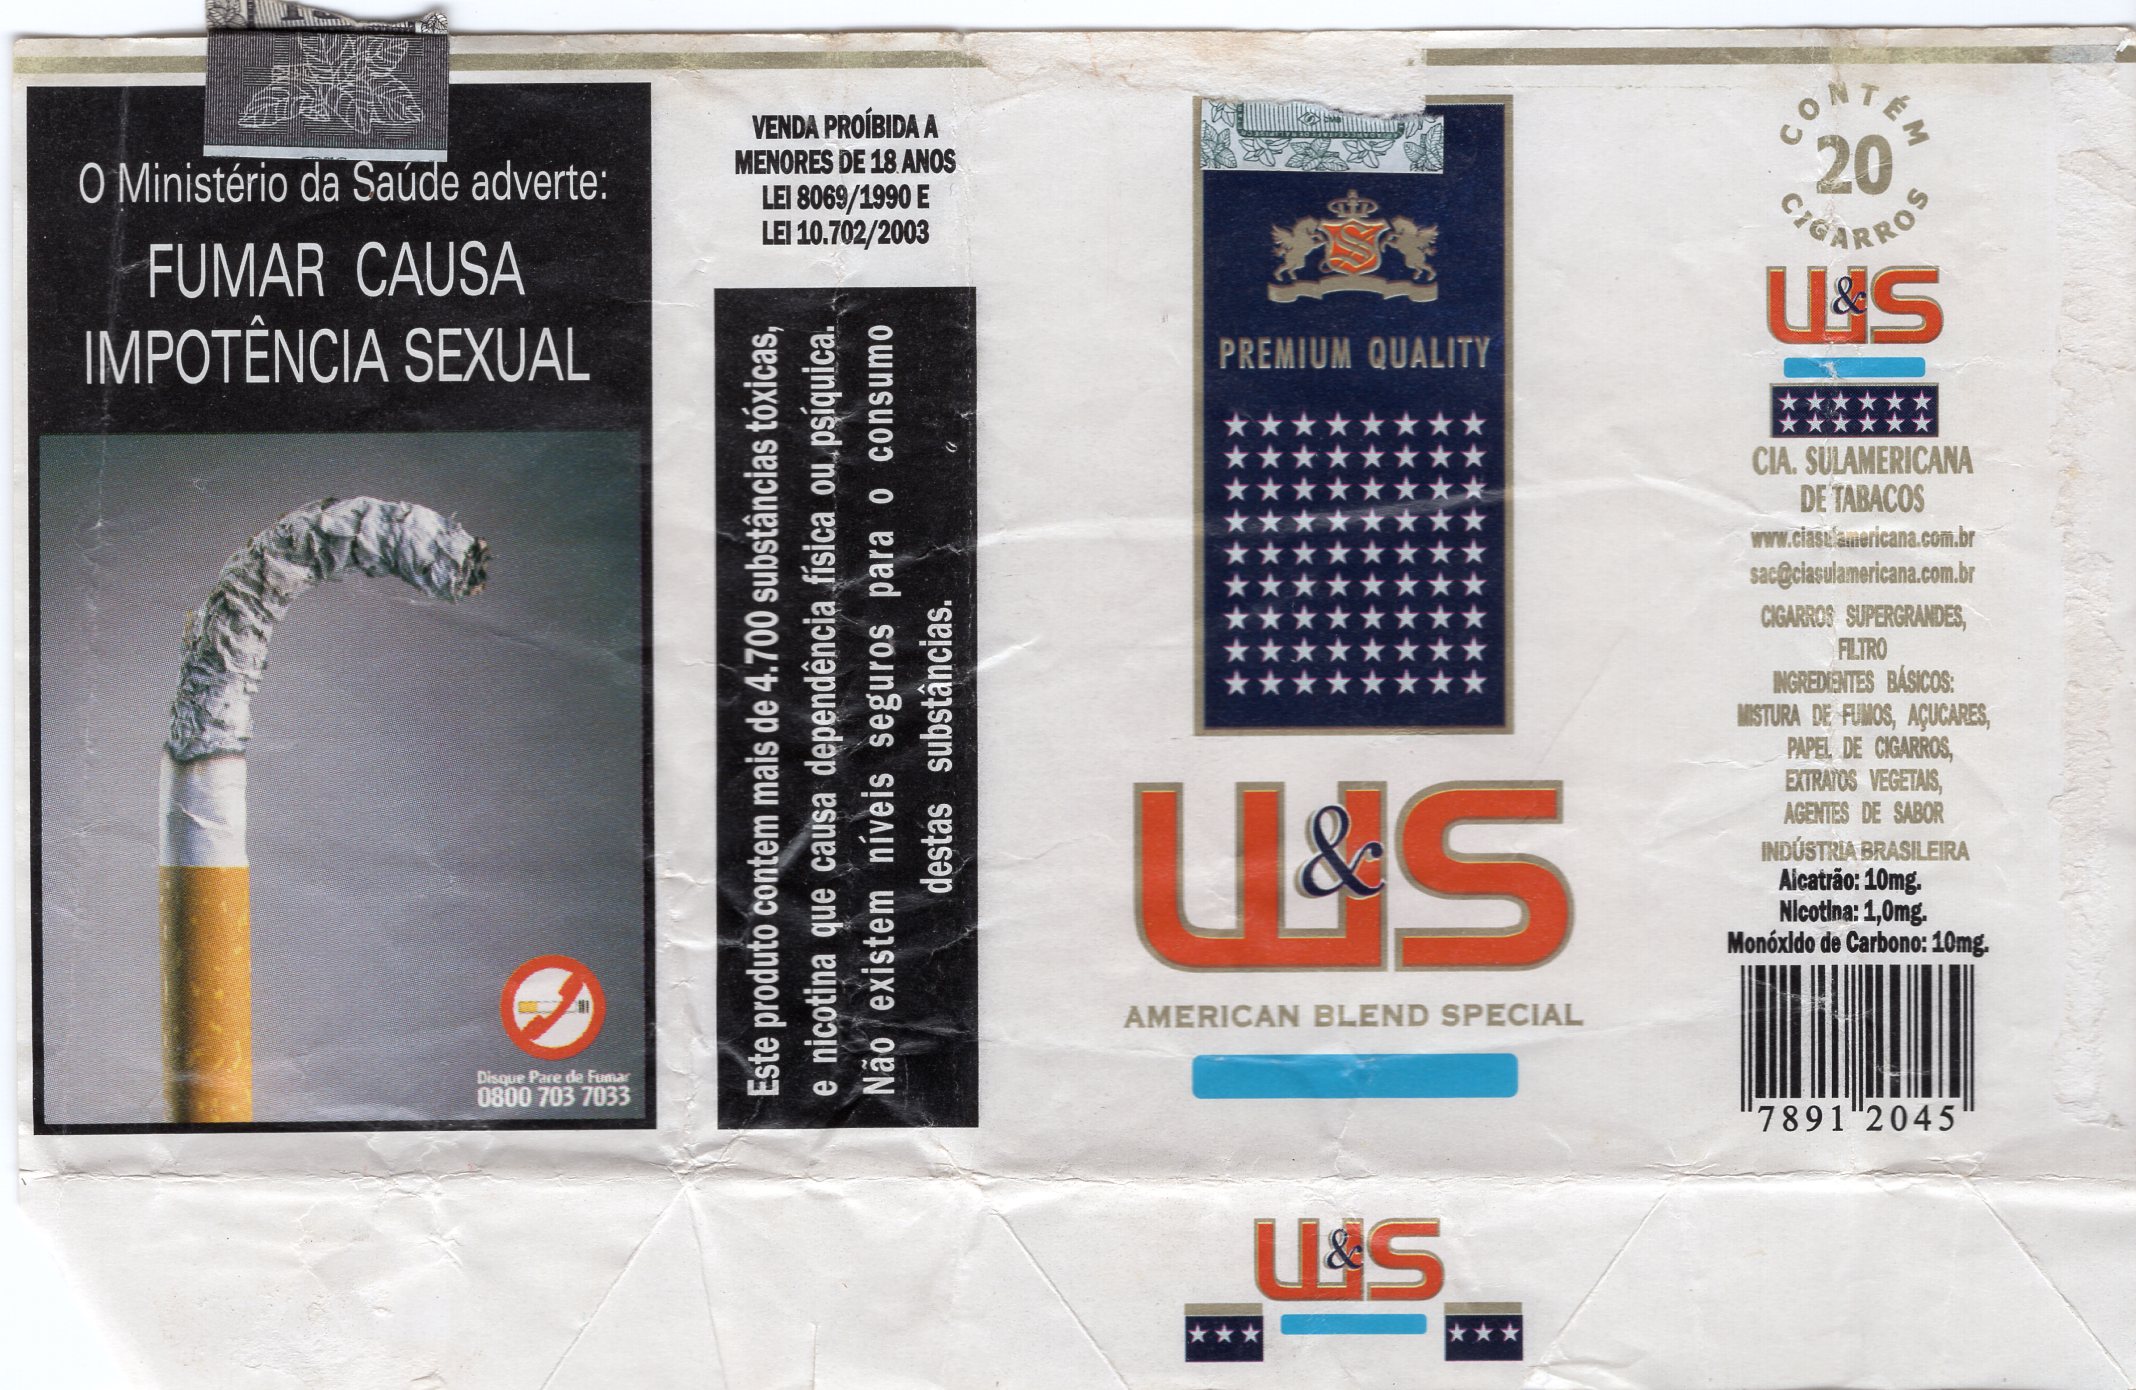 O Ministério da Saúde adverte:
FUMAR CAUSA
IMPOTÊNCIA SEXUAL
Disque Pare de Fumar
0800 703 7033
VENDA PROÍBIDA A
MENORES DE 18 ANOS
LEI 8069/1990 E
LEI 10.702/2003
Este produto contem mais de 4.700 substâncias tóxicas,
e nicotina que causa dependência física ou psíquica.
Não existem níveis seguros para o consumo
destas substâncias.
S
PREMIUM QUALITY
W&S
AMERICAN BLEND SPECIAL
W&S
CONTÉM
20
CIGARROS
W&S
CIA. SULAMERICANA
DE TABACOS
www.ciasulamericana.com.br
sac@ciasulamericana.com.br
CIGARROS SUPERGRANDES,
FILTRO
INGREDIENTES BÁSICOS:
MISTURA DE FUMOS, AÇUCARES,
PAPEL DE CIGARROS,
EXTRATOS VEGETAIS,
AGENTES DE SABOR
INDÚSTRIA BRASILEIRA
Alcatrão: 10mg.
Nicotina: 1,0mg.
Monóxido de Carbono: 10mg.
7891 2045